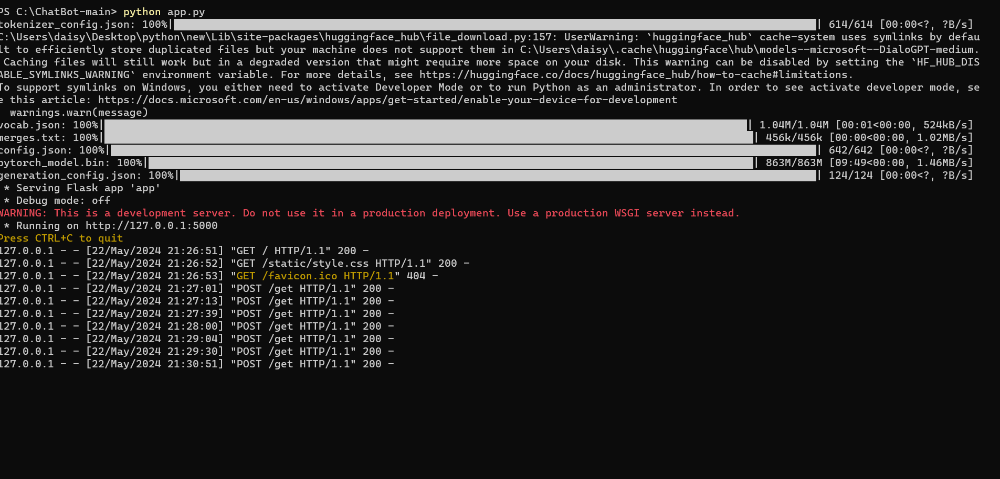 PS C:\ChatBot-main> python app.py
tokenizer_config.json: 100%| | 614/614 [00:00<?, ?B/s]
C:\Users\daisy\Desktop\python\new\Lib\site-packages\huggingface_hub\file_download.py:157: UserWarning: `huggingface_hub` cache-system uses symlinks by defau
lt to efficiently store duplicated files but your machine does not support them in C:\Users\daisy\.cache\huggingface\hub\models--microsoft--DialoGPT-medium.
Caching files will still work but in a degraded version that might require more space on your disk. This warning can be disabled by setting the `HF_HUB_DIS
ABLE_SYMLINKS_WARNING` environment variable. For more details, see https://huggingface.co/docs/huggingface_hub/how-to-cache#limitations.
To support symlinks on Windows, you either need to activate Developer Mode or to run Python as an administrator. In order to see activate developer mode, se
e this article: https://docs.microsoft.com/en-us/windows/apps/get-started/enable-your-device-for-development
  warnings.warn(message)
vocab.json: 100%| | 1.04M/1.04M [00:01<00:00, 524kB/s]
merges.txt: 100%| | 456k/456k [00:00<00:00, 1.02MB/s]
config.json: 100%| | 642/642 [00:00<?, ?B/s]
pytorch_model.bin: 100%| | 863M/863M [09:49<00:00, 1.46MB/s]
generation_config.json: 100%| | 124/124 [00:00<?, ?B/s]
 * Serving Flask app 'app'
 * Debug mode: off
WARNING: This is a development server. Do not use it in a production deployment. Use a production WSGI server instead.
 * Running on http://127.0.0.1:5000
Press CTRL+C to quit
127.0.0.1 - - [22/May/2024 21:26:51] "GET / HTTP/1.1" 200 -
127.0.0.1 - - [22/May/2024 21:26:52] "GET /static/style.css HTTP/1.1" 200 -
127.0.0.1 - - [22/May/2024 21:26:53] "GET /favicon.ico HTTP/1.1" 404 -
127.0.0.1 - - [22/May/2024 21:27:01] "POST /get HTTP/1.1" 200 -
127.0.0.1 - - [22/May/2024 21:27:13] "POST /get HTTP/1.1" 200 -
127.0.0.1 - - [22/May/2024 21:27:39] "POST /get HTTP/1.1" 200 -
127.0.0.1 - - [22/May/2024 21:28:00] "POST /get HTTP/1.1" 200 -
127.0.0.1 - - [22/May/2024 21:29:04] "POST /get HTTP/1.1" 200 -
127.0.0.1 - - [22/May/2024 21:29:30] "POST /get HTTP/1.1" 200 -
127.0.0.1 - - [22/May/2024 21:30:51] "POST /get HTTP/1.1" 200 -